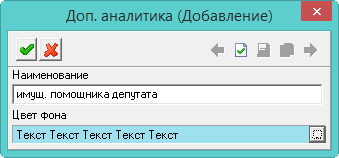 Доп. аналитика (Добавление)
Наименование
имущ. помощника депутата
Цвет фона
Текст Текст Текст Текст Текст
...